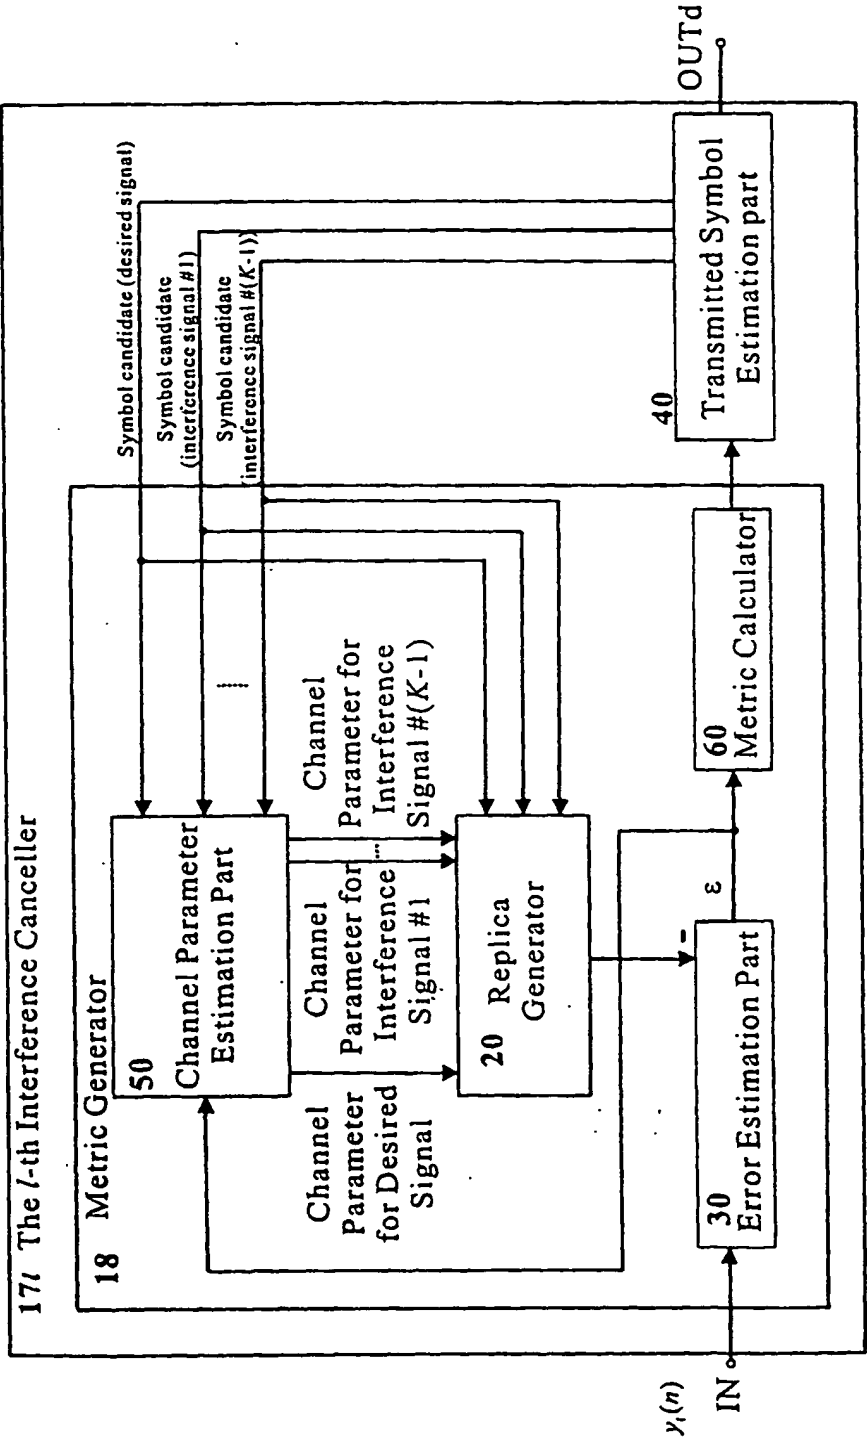 17l The l-th Interference Canceller
18 Metric Generator
50
Channel Parameter
Estimation Part
Symbol candidate (desired signal)
Symbol candidate
(interference signal #1)
Symbol candidate
(interference signal #(K-1))
Channel
Parameter
for Desired
Signal
Channel
Parameter for
Interference
Signal #1
Channel
Parameter for
Interference
Signal #(K-1)
20 Replica
Generator
-
ε
30
Error Estimation Part
60
Metric Calculator
40
Transmitted Symbol
Estimation part
OUTd
y_l(n)
IN